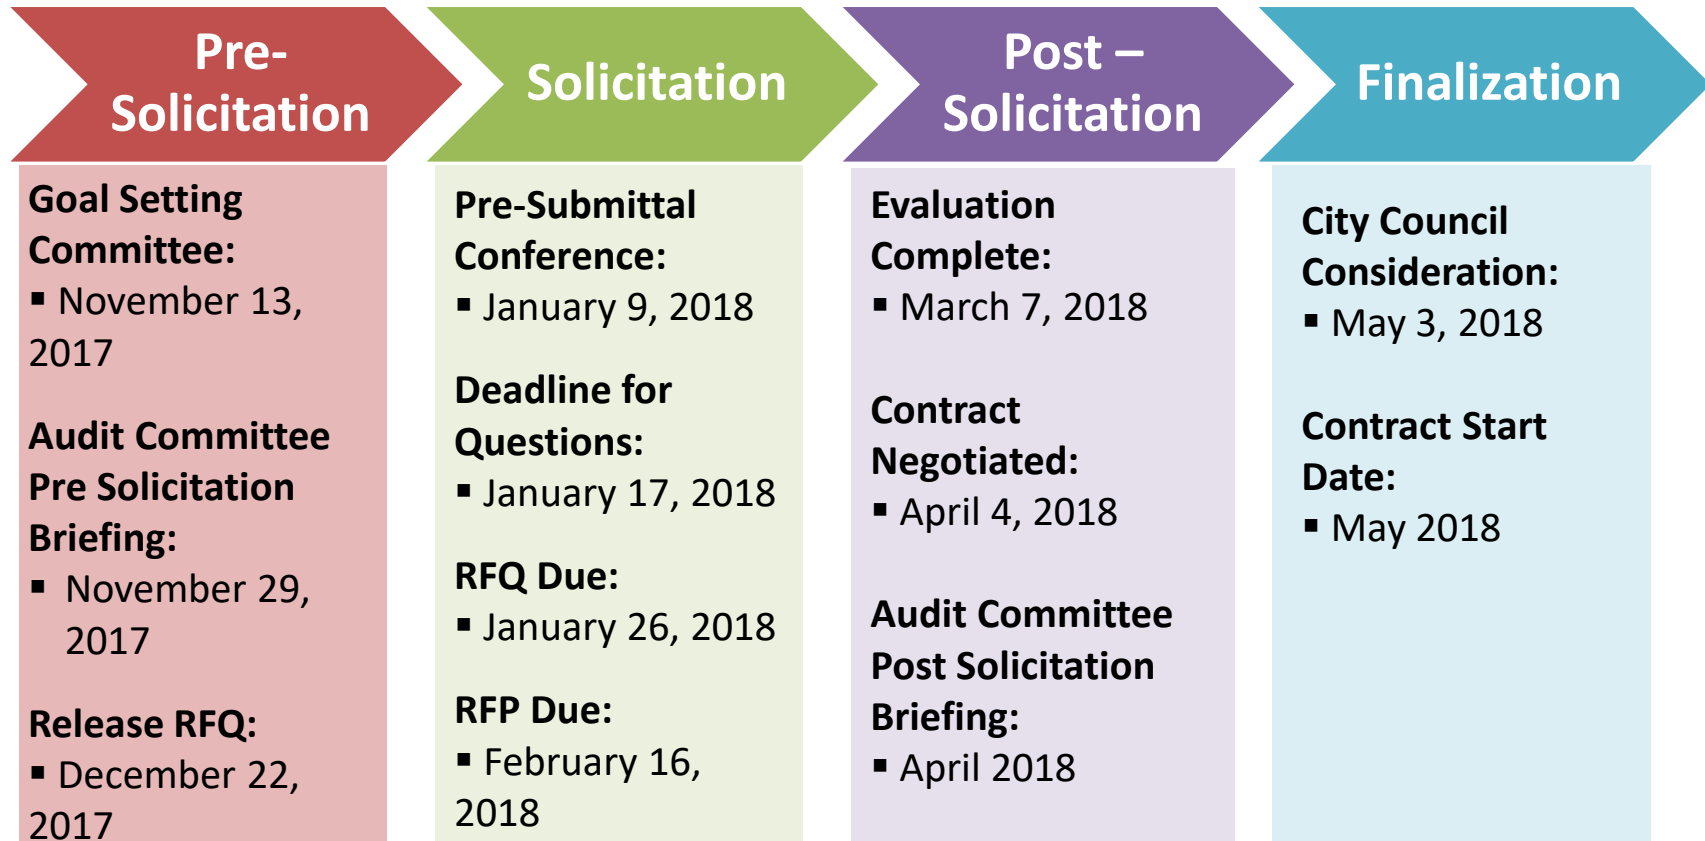 Pre-
Solicitation
Goal Setting
Committee:
▪ November 13,
2017
Audit Committee
Pre Solicitation
Briefing:
▪ November 29,
2017
Release RFQ:
▪ December 22,
2017
Solicitation
Pre-Submittal
Conference:
▪ January 9, 2018
Deadline for
Questions:
▪ January 17, 2018
RFQ Due:
▪ January 26, 2018
RFP Due:
▪ February 16,
2018
Post –
Solicitation
Evaluation
Complete:
▪ March 7, 2018
Contract
Negotiated:
▪ April 4, 2018
Audit Committee
Post Solicitation
Briefing:
▪ April 2018
Finalization
City Council
Consideration:
▪ May 3, 2018
Contract Start
Date:
▪ May 2018